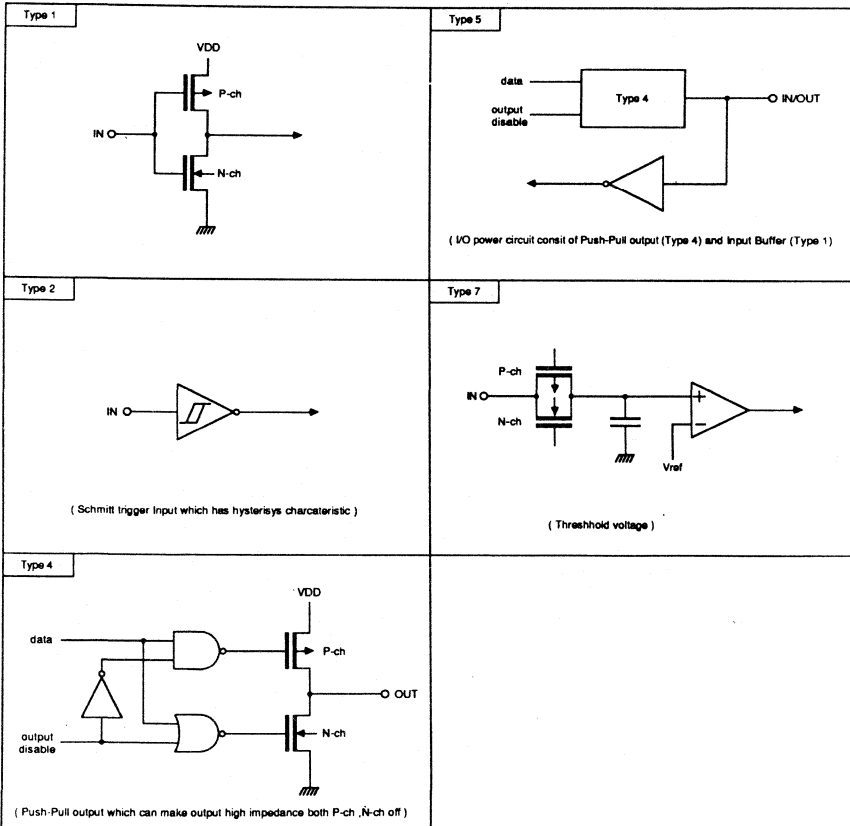 Type 1
VDD
P-ch
IN
N-ch
Type 5
data
output
disable
Type 4
IN/OUT
( I/O power circuit consit of Push-Pull output (Type 4) and Input Buffer (Type 1)
Type 2
IN
( Schmitt trigger Input which has hysterisys charcateristic )
Type 7
P-ch
IN
N-ch
+
−
Vref
( Threshhoid voltage )
Type 4
VDD
data
P-ch
OUT
output
disable
N-ch
( Push-Pull output which can make output high impedance both P-ch ,N-ch off )